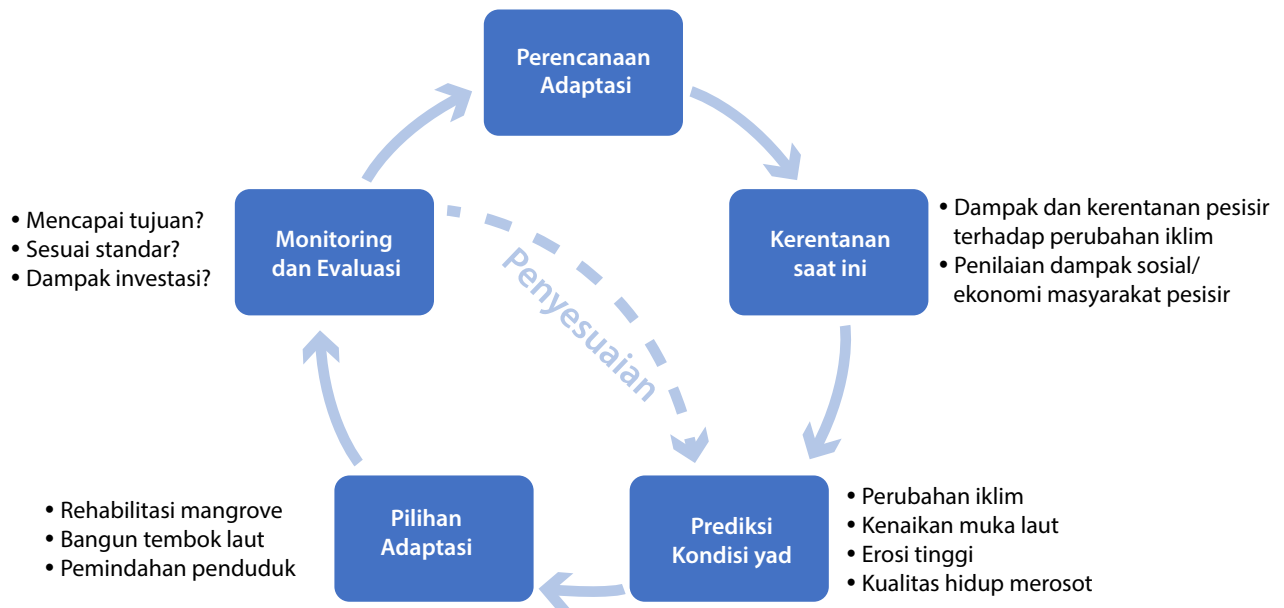 Perencanaan
Adaptasi
Kerentanan
saat ini
• Dampak dan kerentanan pesisir
terhadap perubahan iklim
• Penilaian dampak sosial/
ekonomi masyarakat pesisir
Prediksi
Kondisi yad
• Perubahan iklim
• Kenaikan muka laut
• Erosi tinggi
• Kualitas hidup merosot
Pilihan
Adaptasi
• Rehabilitasi mangrove
• Bangun tembok laut
• Pemindahan penduduk
Monitoring
dan Evaluasi
• Mencapai tujuan?
• Sesuai standar?
• Dampak investasi?
Penyesuaian